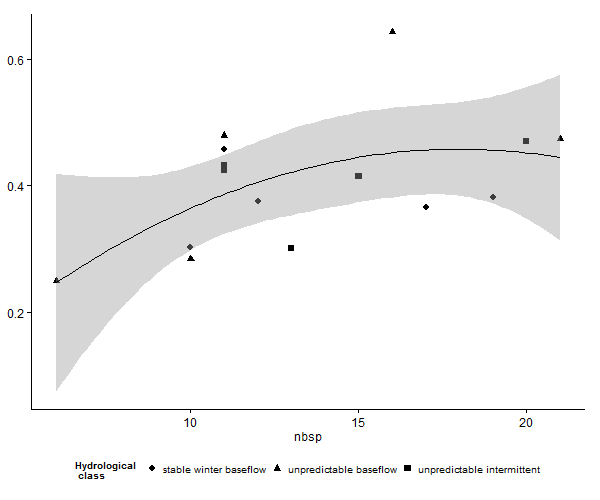 0.6
0.4
0.2
10 15 20
nbsp
Hydrological
class
stable winter baseflow unpredictable baseflow unpredictable intermittent